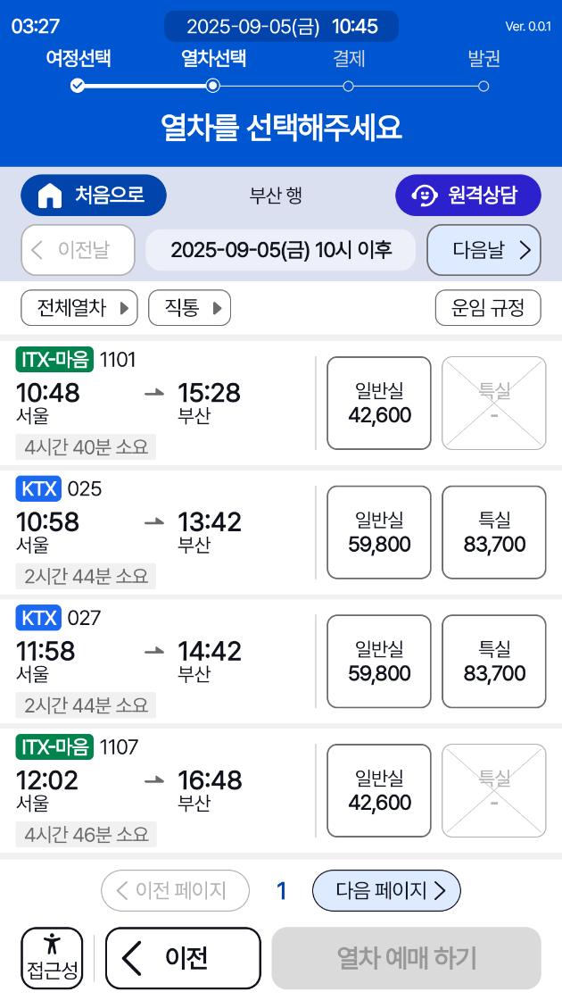 03:27 2025-09-05(금) 10:45 Ver. 0.0.1
여정선택 열차선택 결제 발권
열차를 선택해주세요
처음으로 부산 행 원격상담
이전날 2025-09-05(금) 10시 이후 다음날
전체열차 직통 운임 규정
ITX-마음 1101
10:48 15:28
서울 부산
4시간 40분 소요
일반실
42,600
특실
-
KTX 025
10:58 13:42
서울 부산
2시간 44분 소요
일반실
59,800
특실
83,700
KTX 027
11:58 14:42
서울 부산
2시간 44분 소요
일반실
59,800
특실
83,700
ITX-마음 1107
12:02 16:48
서울 부산
4시간 46분 소요
일반실
42,600
특실
-
이전 페이지 1 다음 페이지
접근성 이전 열차 예매 하기